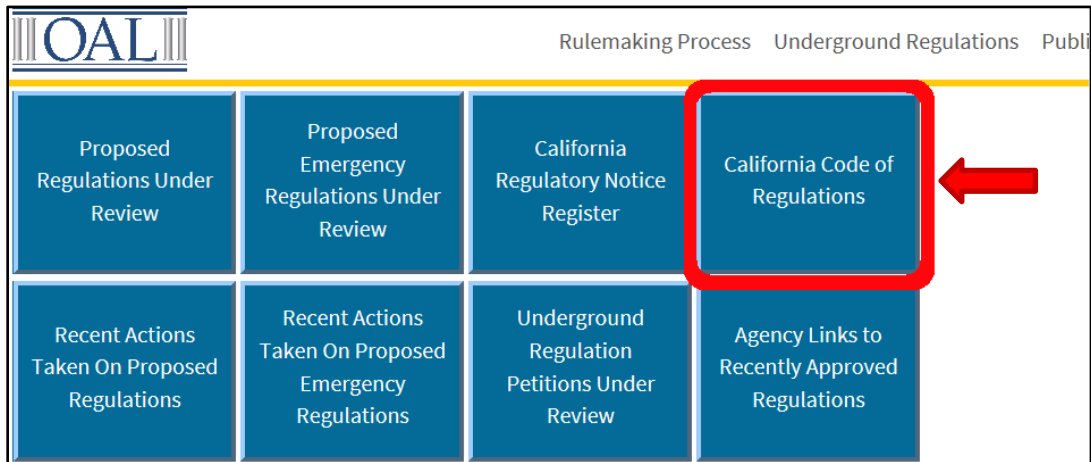 OAL
Rulemaking Process Underground Regulations Publi
Proposed
Regulations Under
Review
Proposed
Emergency
Regulations Under
Review
California
Regulatory Notice
Register
California Code of
Regulations
Recent Actions
Taken On Proposed
Regulations
Recent Actions
Taken On Proposed
Emergency
Regulations
Underground
Regulation
Petitions Under
Review
Agency Links to
Recently Approved
Regulations